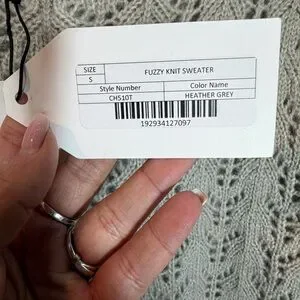 SIZE FUZZY KNIT SWEATER
S
Style Number Color Name
CH510T HEATHER GREY
192934127097